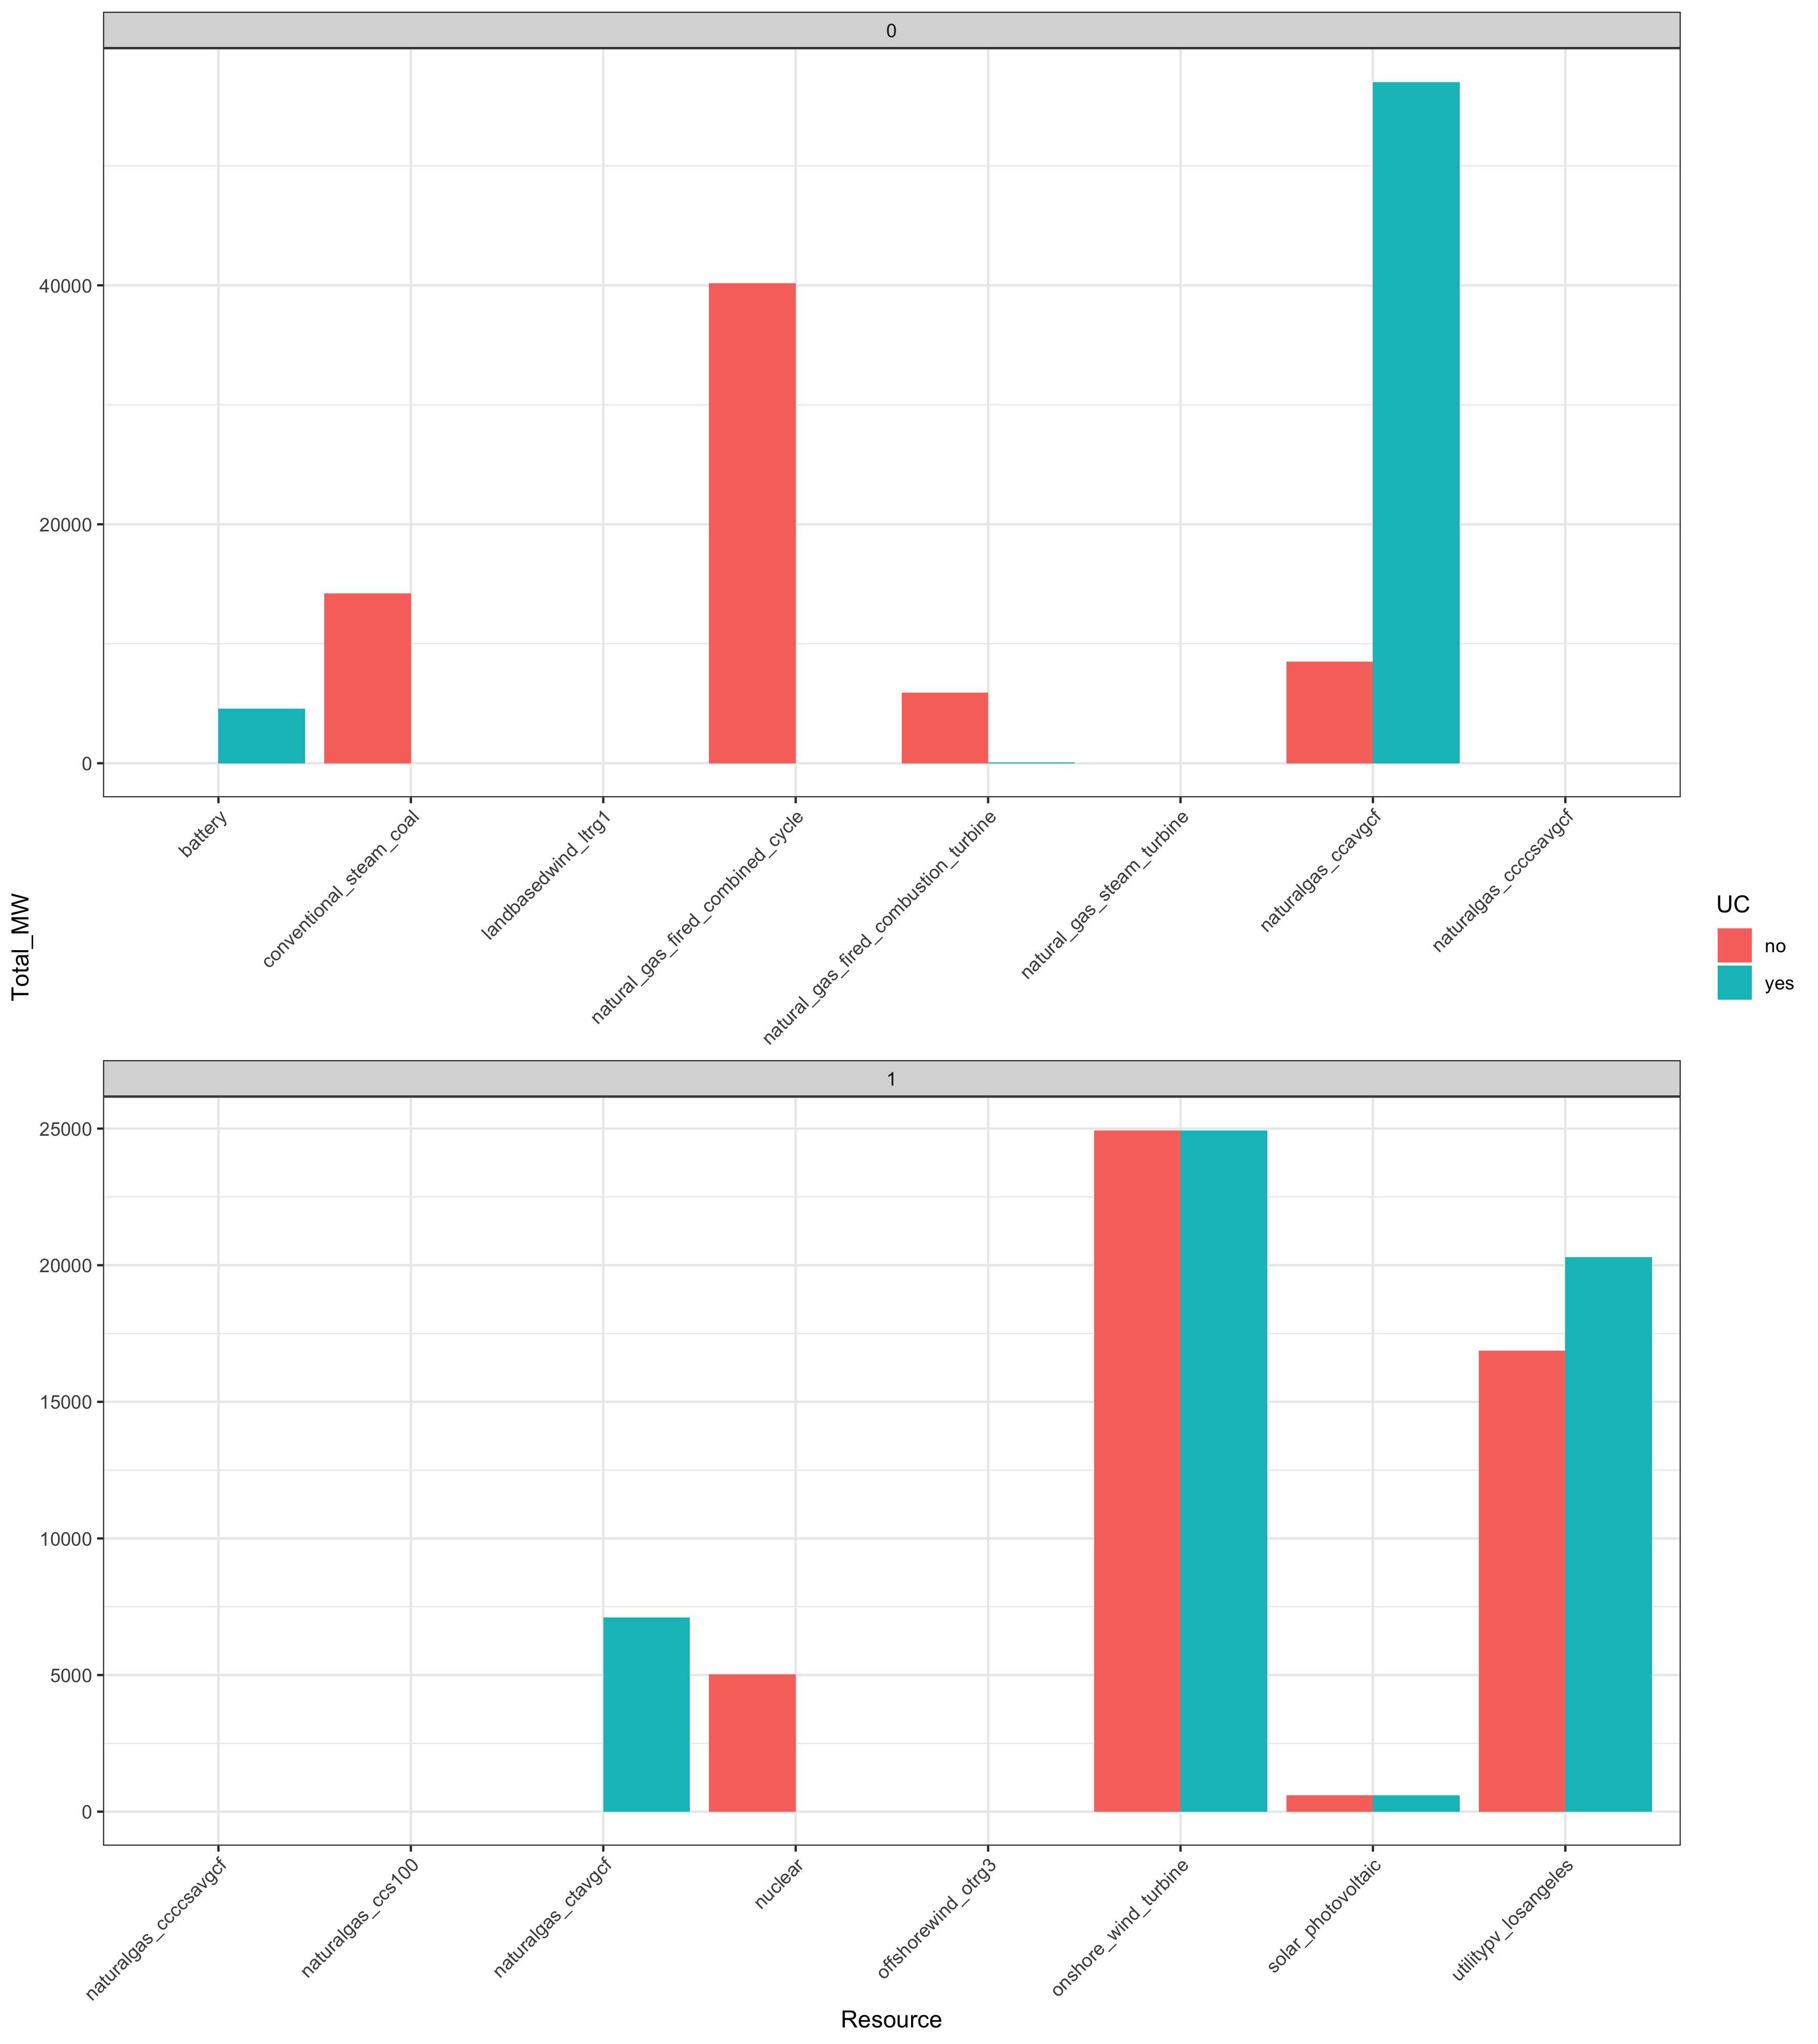 0
40000
20000
0
battery
conventional_steam_coal
landbasedwind_ltrg1
natural_gas_fired_combined_cycle
natural_gas_fired_combustion_turbine
natural_gas_steam_turbine
naturalgas_ccavgcf
naturalgas_ccccsavgcf
Total_MW
UC
no
yes
1
25000
20000
15000
10000
5000
0
naturalgas_ccccsavgcf
naturalgas_ccs100
naturalgas_ctavgcf
nuclear
offshorewind_otrg3
onshore_wind_turbine
solar_photovoltaic
utilitypv_losangeles
Resource